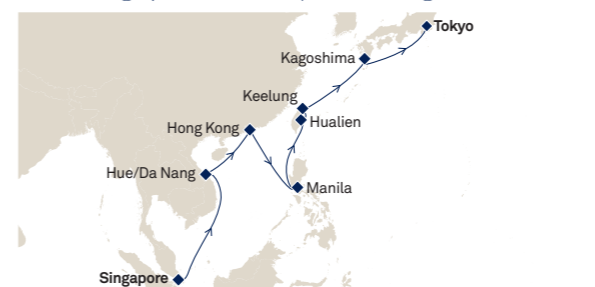 Tokyo
Kagoshima
Keelung
Hualien
Hong Kong
Hue/Da Nang
Manila
Singapore